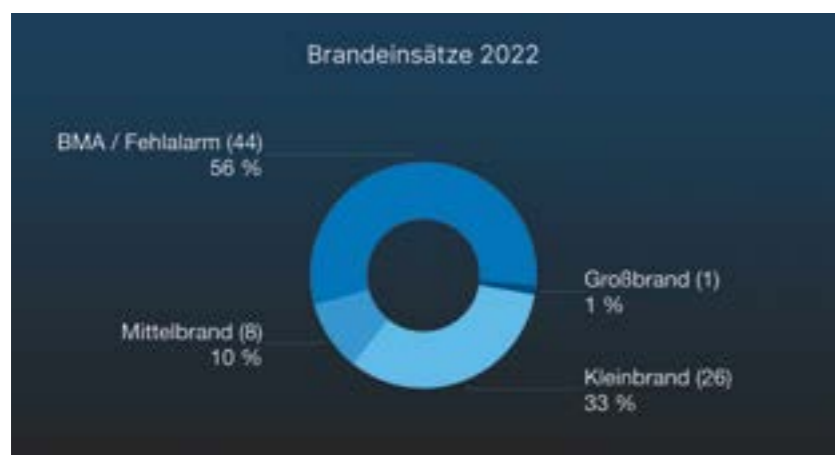 Brandeinsätze 2022
BMA / Fehlalarm (44)
56 %
Großbrand (1)
1 %
Mittelbrand (8)
10 %
Kleinbrand (26)
33 %